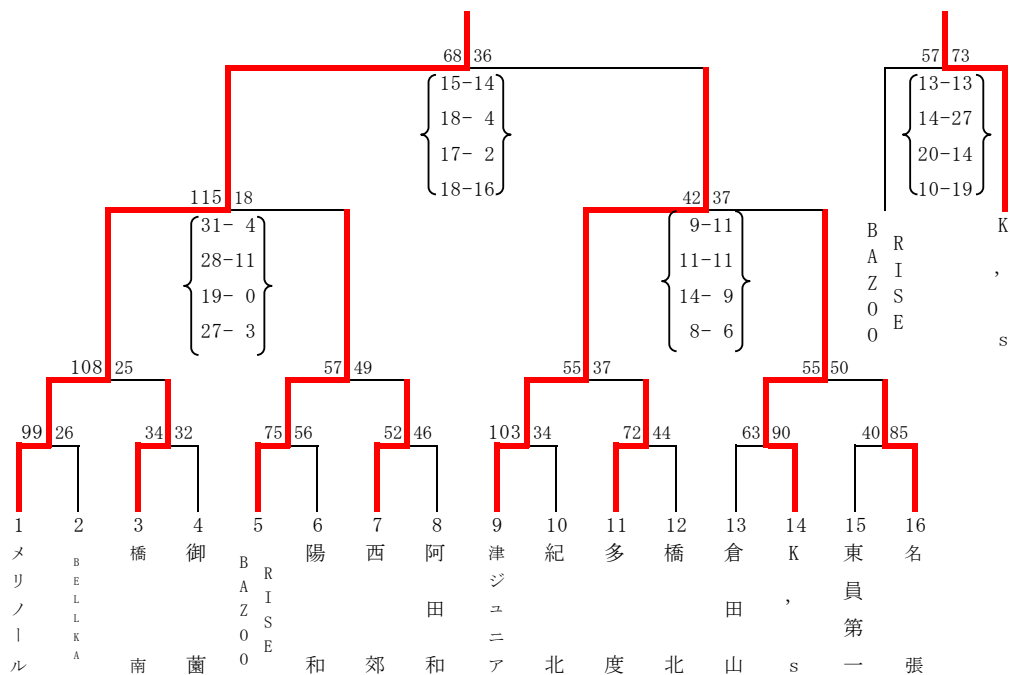 68 36
15-14
18- 4
17- 2
18-16
57 73
13-13
14-27
20-14
10-19
BAZOO
RISE
K's
115 18
31- 4
28-11
19- 0
27- 3
42 37
9-11
11-11
14- 9
8- 6
108 25
57 49
55 37
55 50
99 26
34 32
75 56
52 46
103 34
72 44
63 90
40 85
1 2 3 4 5 6 7 8 9 10 11 12 13 14 15 16
メリノール
BELLKA
橋南
御薗
BAZOO
RISE
陽和
西郊
阿田和
津ジュニア
紀北
多度
橋北
倉田山
K's
東員第一
名張